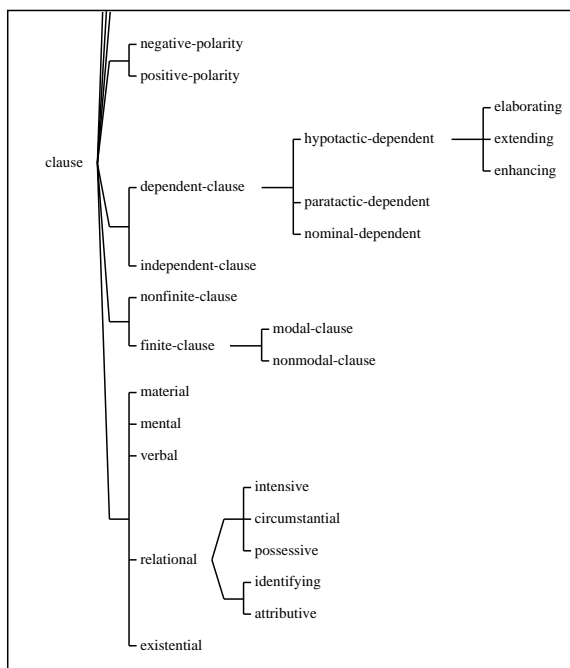 negative-polarity
positive-polarity
elaborating
hypotactic-dependent
extending
clause
enhancing
dependent-clause
paratactic-dependent
nominal-dependent
independent-clause
nonfinite-clause
modal-clause
finite-clause
nonmodal-clause
material
mental
verbal
intensive
circumstantial
possessive
relational
identifying
attributive
existential